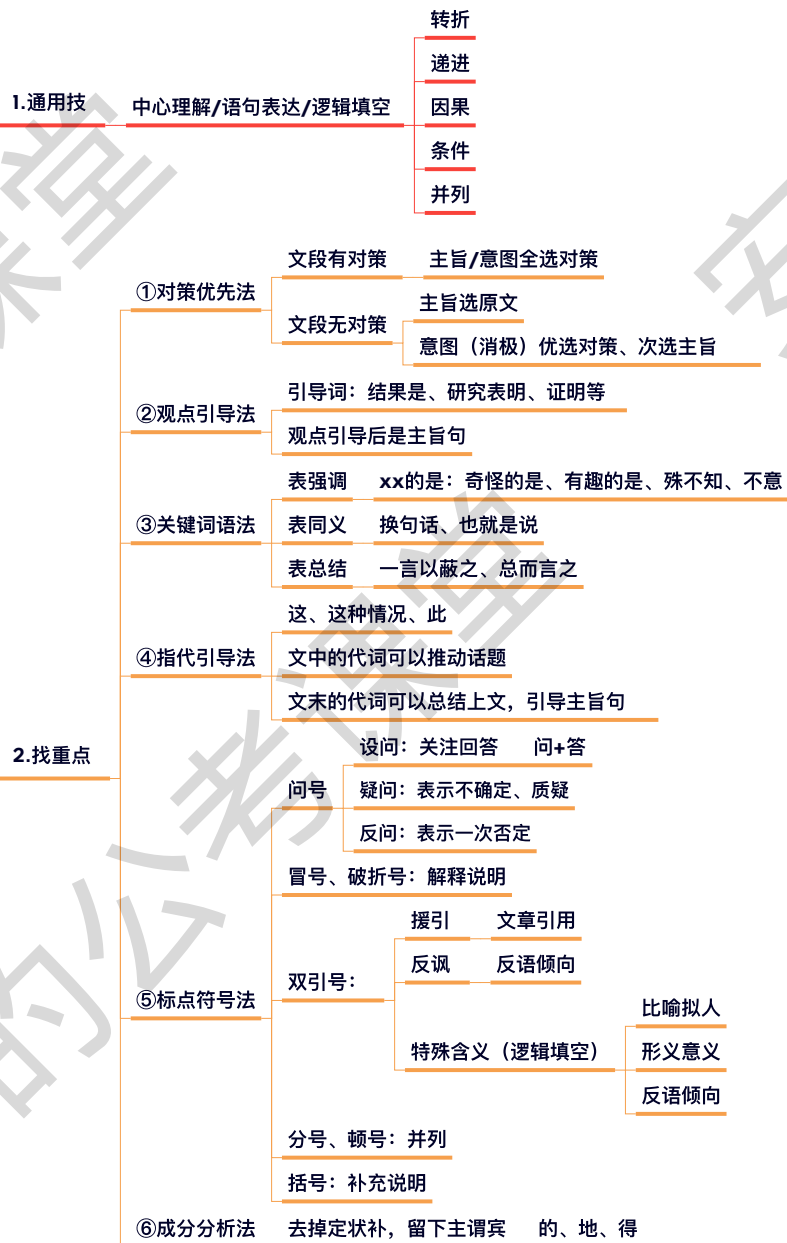 1.通用技
中心理解/语句表达/逻辑填空
转折
递进
因果
条件
并列
2.找重点
①对策优先法
文段有对策
主旨/意图全选对策
文段无对策
主旨选原文
意图（消极）优选对策、次选主旨
②观点引导法
引导词：结果是、研究表明、证明等
观点引导后是主旨句
③关键词语法
表强调
xx的是：奇怪的是、有趣的是、殊不知、不意
表同义
换句话、也就是说
表总结
一言以蔽之、总而言之
④指代引导法
这、这种情况、此
文中的代词可以推动话题
文末的代词可以总结上文，引导主旨句
⑤标点符号法
问号
设问：关注回答 问+答
疑问：表示不确定、质疑
反问：表示一次否定
冒号、破折号：解释说明
双引号：
援引
文章引用
反讽
反语倾向
特殊含义（逻辑填空）
比喻拟人
形义意义
反语倾向
分号、顿号：并列
括号：补充说明
⑥成分分析法
去掉定状补，留下主谓宾 的、地、得
课堂
的公考课堂